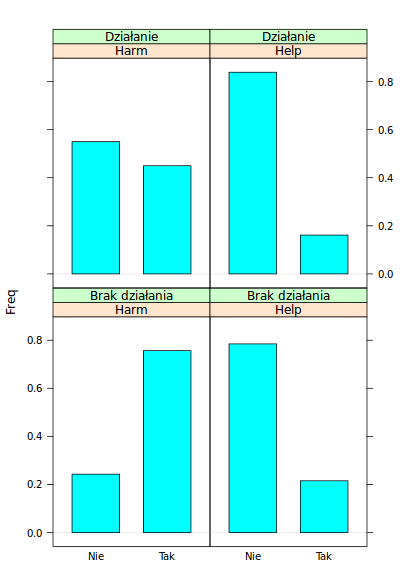 Działanie
Działanie
Harm
Help
0.8
0.6
0.4
0.2
0.0
Freq
Brak działania
Brak działania
Harm
Help
0.8
0.6
0.4
0.2
0.0
Nie
Tak
Nie
Tak